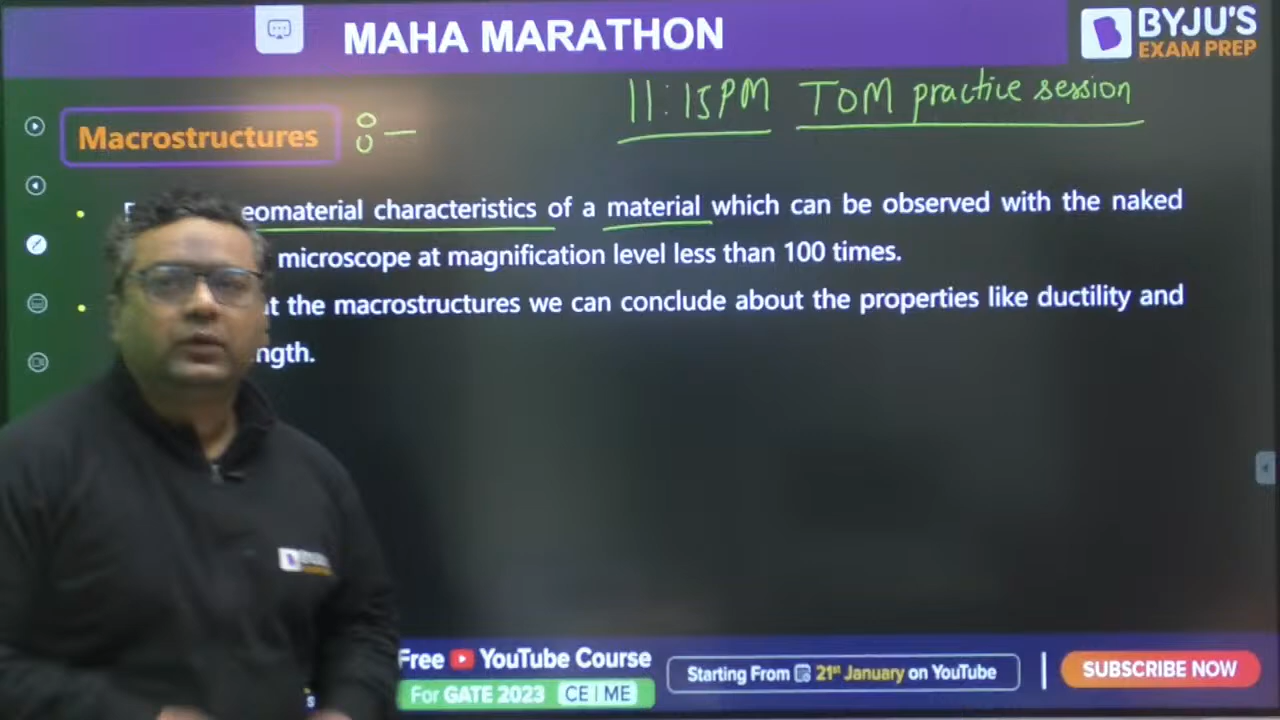 MAHA MARATHON
BYJU'S
EXAM PREP
11:15PM TOM practice session
Macrostructures :-
eomaterial characteristics of a material which can be observed with the naked
microscope at magnification level less than 100 times.
at the macrostructures we can conclude about the properties like ductility and
ngth.
Free YouTube Course
For GATE 2023 CE | ME
Starting From 21st January on YouTube
SUBSCRIBE NOW